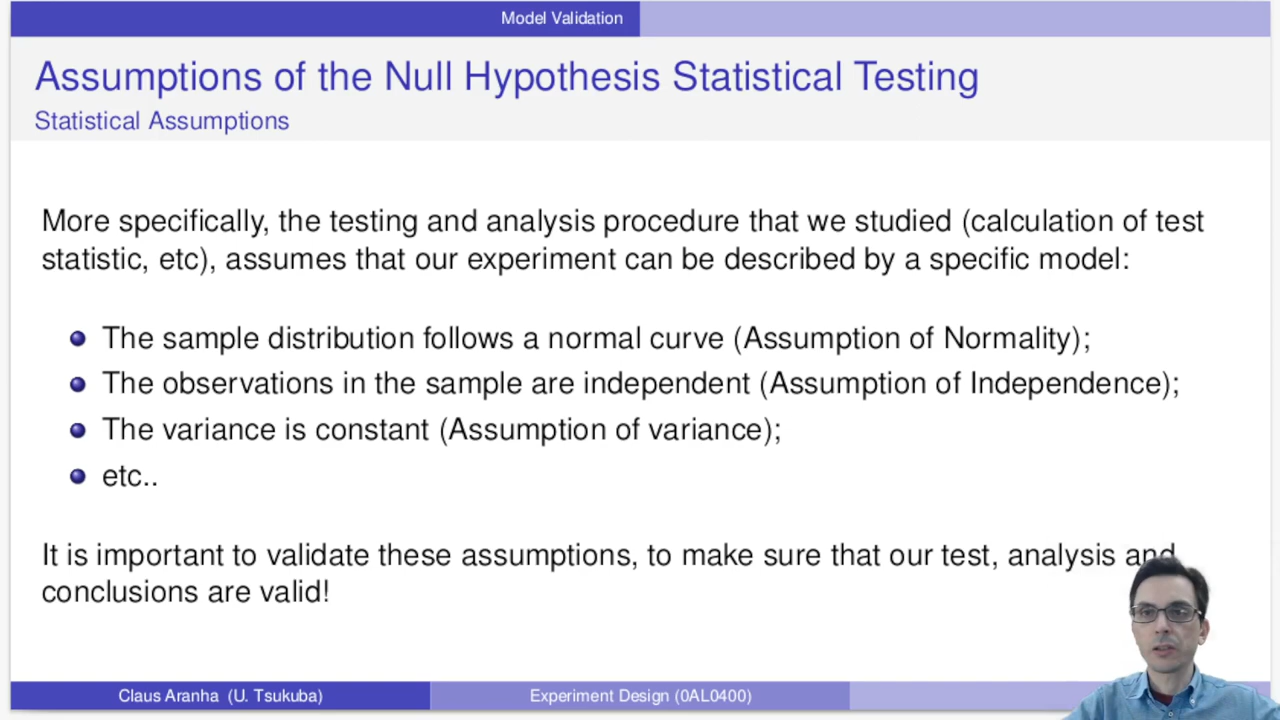 Model Validation
Assumptions of the Null Hypothesis Statistical Testing
Statistical Assumptions
More specifically, the testing and analysis procedure that we studied (calculation of test
statistic, etc), assumes that our experiment can be described by a specific model:
The sample distribution follows a normal curve (Assumption of Normality);
The observations in the sample are independent (Assumption of Independence);
The variance is constant (Assumption of variance);
etc..
It is important to validate these assumptions, to make sure that our test, analysis and
conclusions are valid!
Claus Aranha (U. Tsukuba)
Experiment Design (0AL0400)